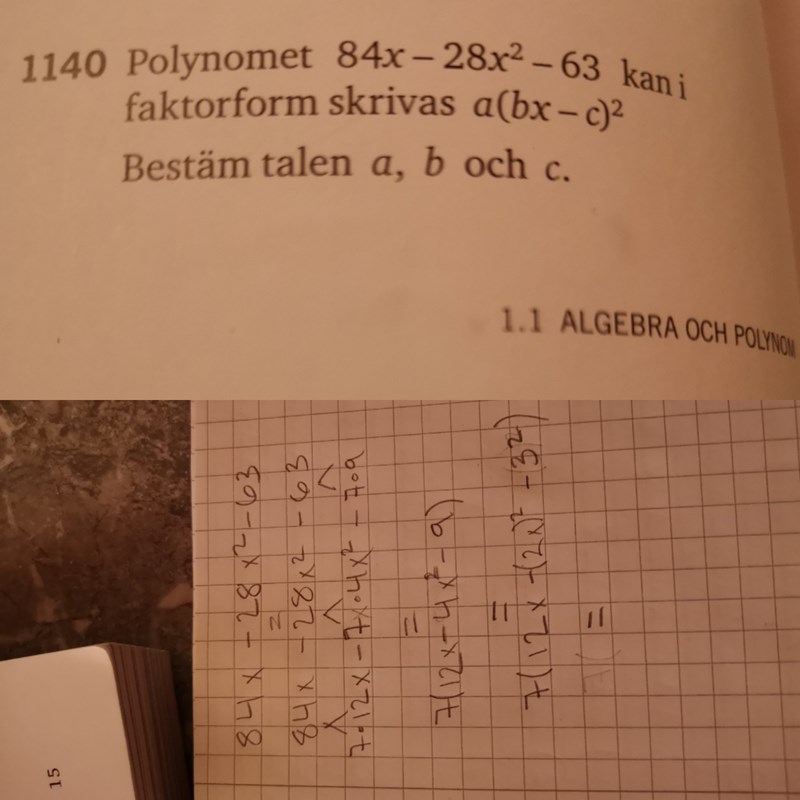 1140 Polynomet 84x – 28x² – 63 kan i
faktorform skrivas a(bx – c)²
Bestäm talen a, b och c.
1.1 ALGEBRA OCH POLYNOM
84x - 28x² - 63
=
84x - 28x² - 63
7·12x - 7x·4x² - 7·9
=
7(12x - 4x² - 9)
=
7(12x - (2x)² - 3²)
=
15